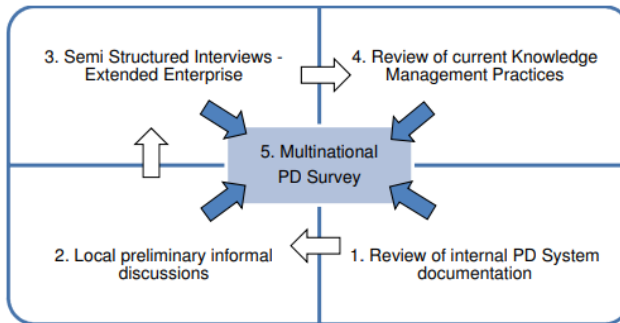 3. Semi Structured Interviews -
Extended Enterprise
4. Review of current Knowledge
Management Practices
5. Multinational
PD Survey
2. Local preliminary informal
discussions
1. Review of internal PD System
documentation